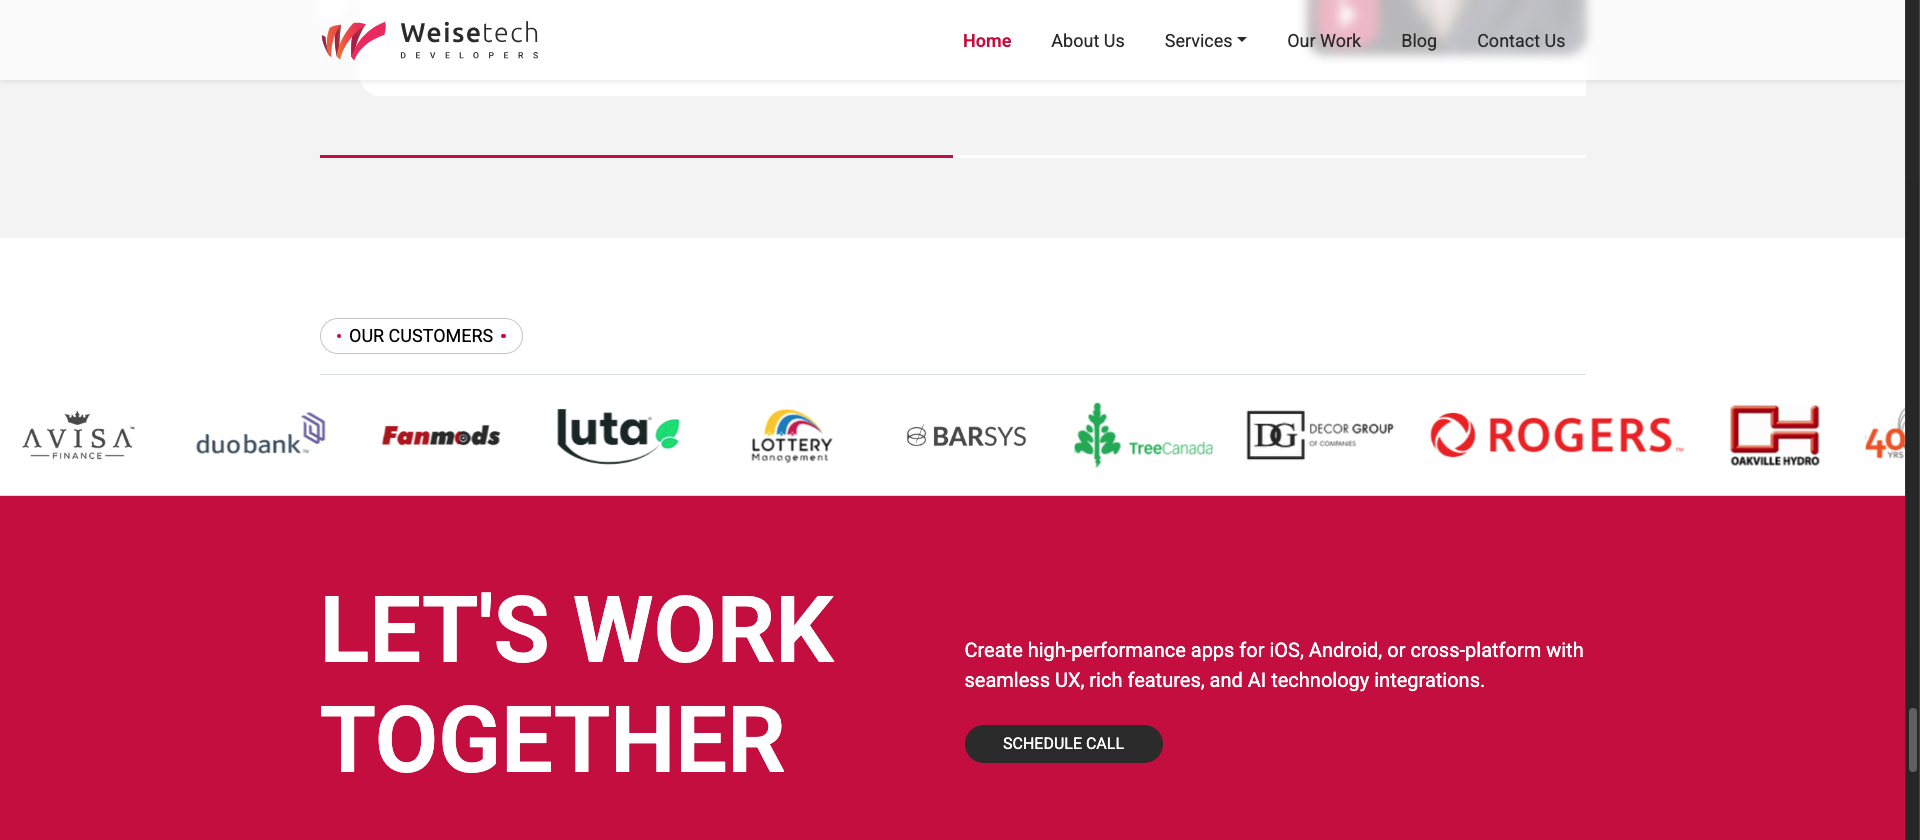 Weisetech
DEVELOPERS
Home About Us Services Our Work Blog Contact Us
• OUR CUSTOMERS •
AVISA
FINANCE
duo bank
Fanmods
luta
LOTTERY
Management
BARSYS
TreeCanada
DG DECOR GROUP
OF COMPANIES
ROGERS
OAKVILLE HYDRO
40
YRS
LET'S WORK
TOGETHER
Create high-performance apps for iOS, Android, or cross-platform with
seamless UX, rich features, and AI technology integrations.
SCHEDULE CALL